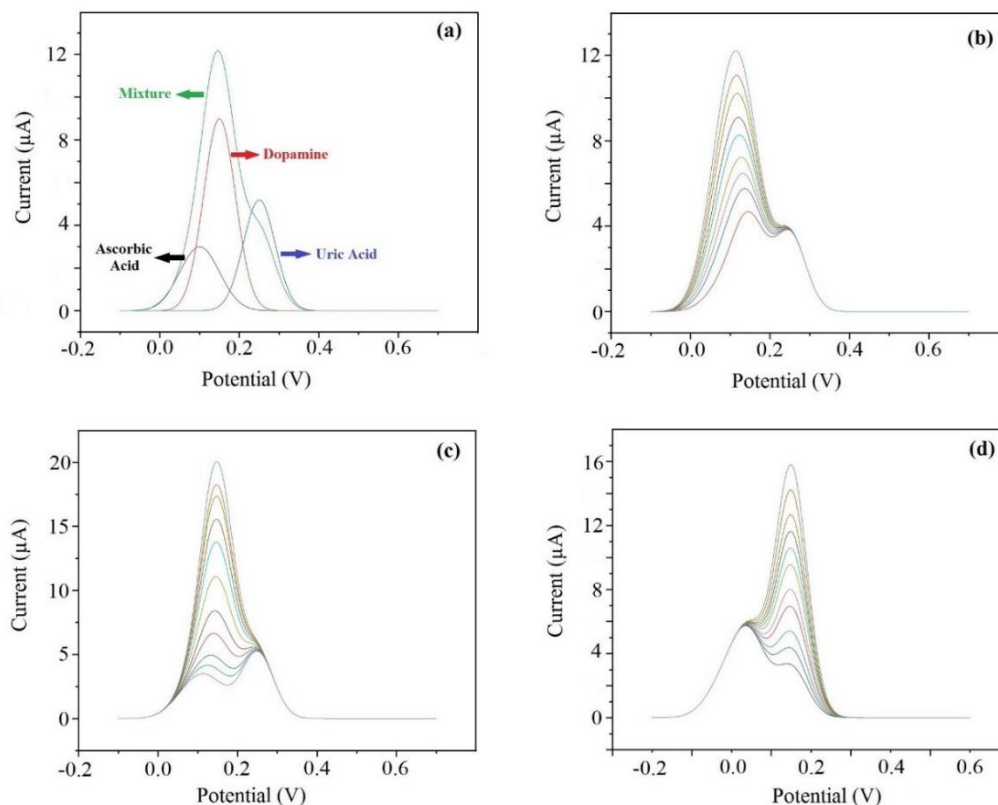 (a)
12
Mixture
8
Dopamine
Current (µA)
4
Ascorbic
Acid
Uric Acid
0
-0.2
0.0
0.2
0.4
0.6
Potential (V)
(b)
12
8
Current (µA)
4
0
-0.2
0.0
0.2
0.4
0.6
Potential (V)
(c)
20
15
Current (µA)
10
5
0
-0.2
0.0
0.2
0.4
0.6
Potential (V)
(d)
16
12
Current (µA)
8
4
0
-0.2
0.0
0.2
0.4
0.6
Potential (V)